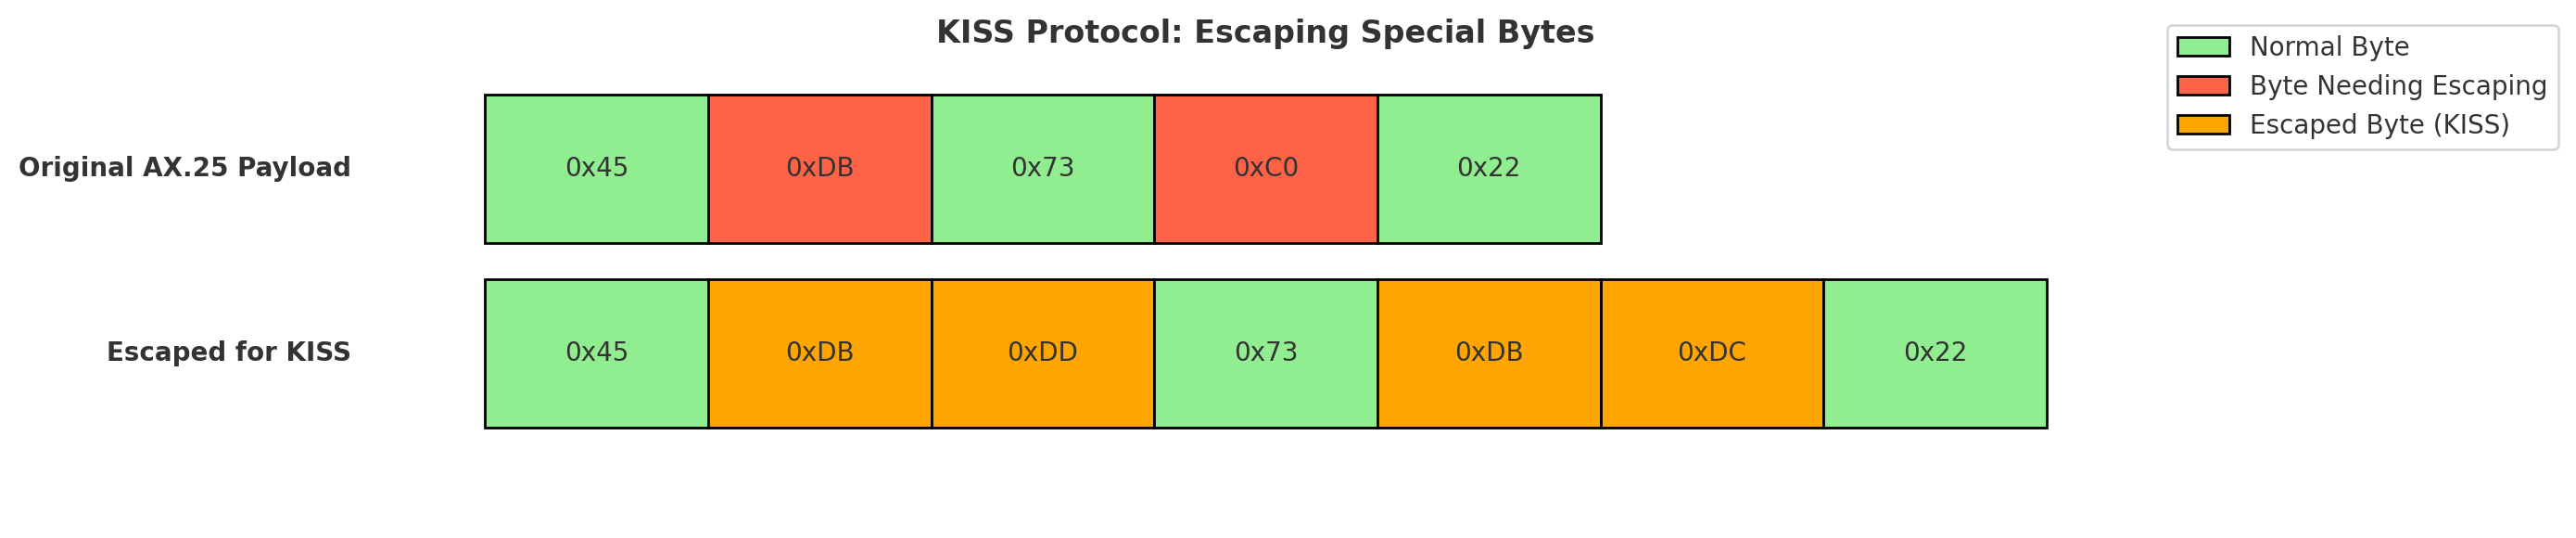 KISS Protocol: Escaping Special Bytes
Normal Byte
Byte Needing Escaping
Escaped Byte (KISS)
Original AX.25 Payload 0x45 0xDB 0x73 0xC0 0x22
Escaped for KISS 0x45 0xDB 0xDD 0x73 0xDB 0xDC 0x22